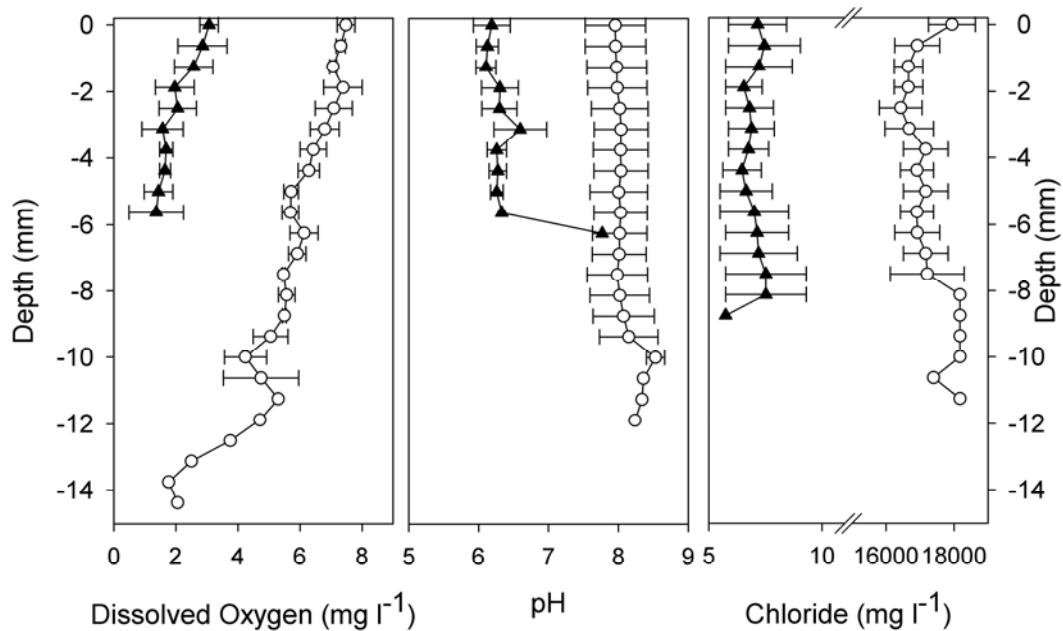 0
-2
-4
-6
-8
-10
-12
-14
Depth (mm)
0 2 4 6 8
Dissolved Oxygen (mg l⁻¹)
5 6 7 8 9
pH
5 10 16000 18000
Chloride (mg l⁻¹)
0
-2
-4
-6
-8
-10
-12
-14
Depth (mm)